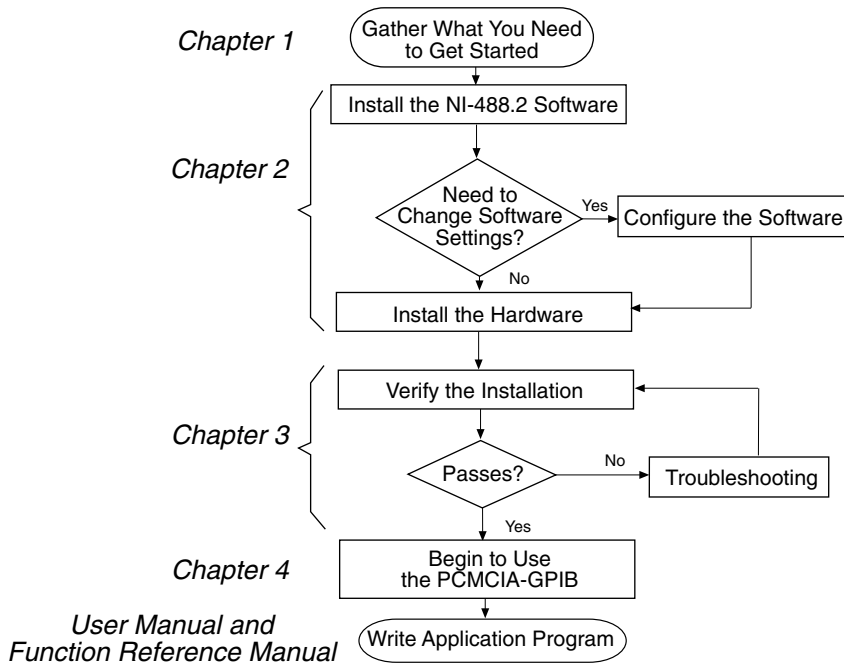 Chapter 1
Gather What You Need
to Get Started
Install the NI-488.2 Software
Chapter 2
Need to
Change Software
Settings?
Yes
Configure the Software
No
Install the Hardware
Verify the Installation
Chapter 3
Passes?
No
Troubleshooting
Yes
Chapter 4
Begin to Use
the PCMCIA-GPIB
User Manual and
Function Reference Manual
Write Application Program